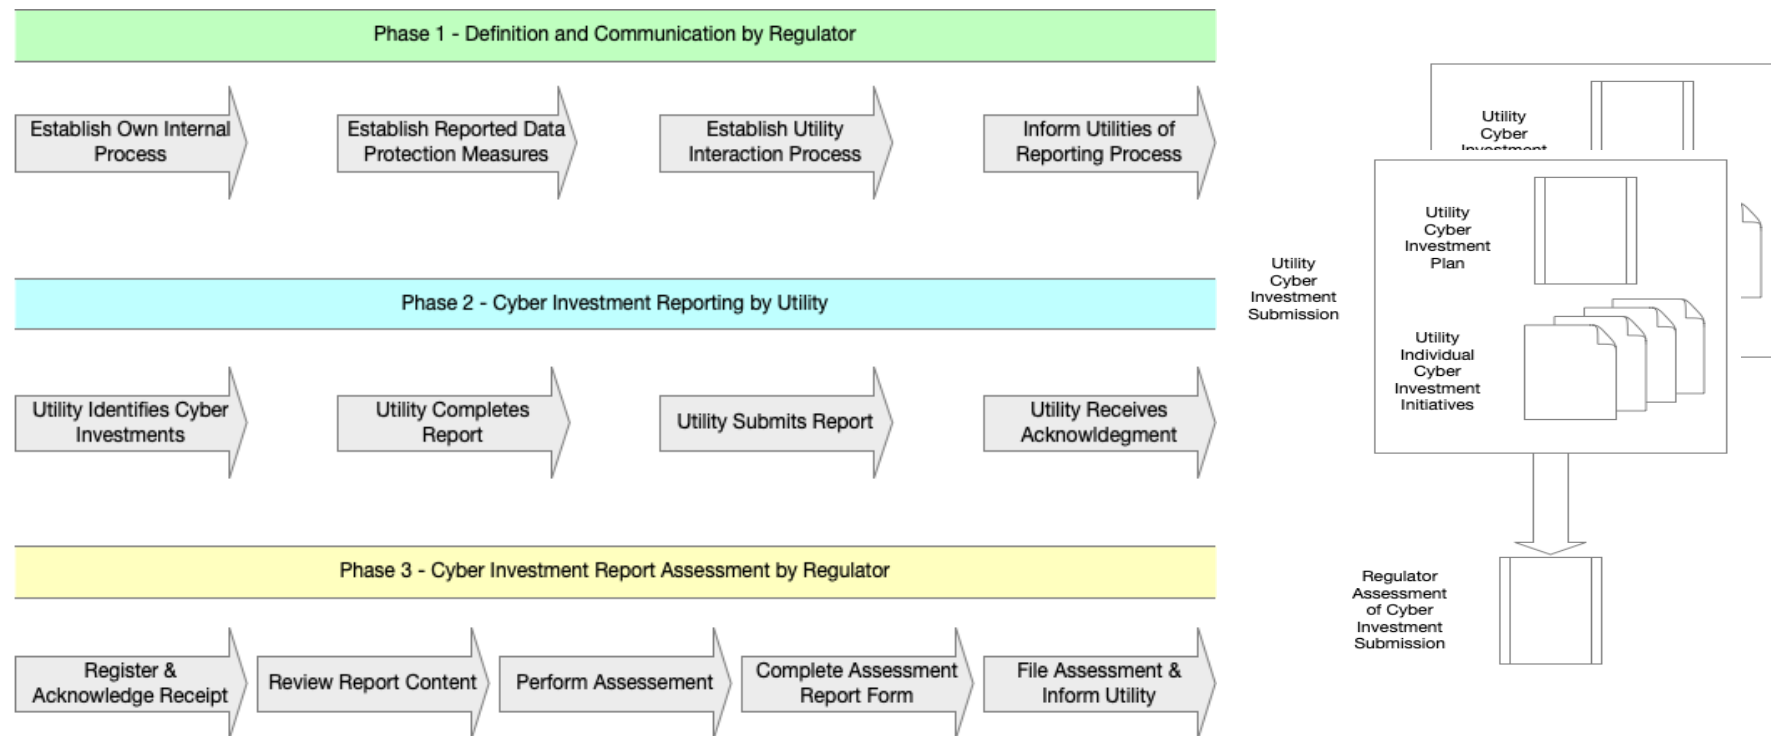 Phase 1 - Definition and Communication by Regulator
Establish Own Internal
Process
Establish Reported Data
Protection Measures
Establish Utility
Interaction Process
Inform Utilities of
Reporting Process
Phase 2 - Cyber Investment Reporting by Utility
Utility Identifies Cyber
Investments
Utility Completes
Report
Utility Submits Report
Utility Receives
Acknowldegment
Phase 3 - Cyber Investment Report Assessment by Regulator
Register &
Acknowledge Receipt
Review Report Content
Perform Assessement
Complete Assessment
Report Form
File Assessment &
Inform Utility
Utility
Cyber
Investment
Submission
Utility
Cyber
Investment
Utility
Cyber
Investment
Plan
Utility
Individual
Cyber
Investment
Initiatives
Regulator
Assessment
of Cyber
Investment
Submission